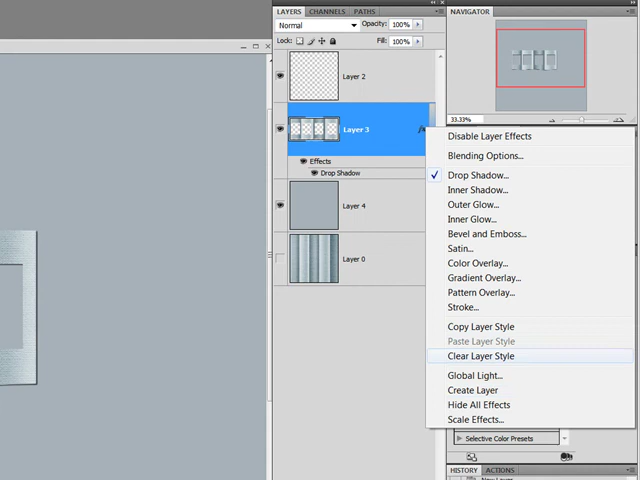 LAYERS CHANNELS PATHS
Normal Opacity: 100%
Lock: Fill: 100%
Layer 2
Layer 3 fx
Effects
Drop Shadow
Layer 4
Layer 0
NAVIGATOR
33.33%
Disable Layer Effects
Blending Options...
Drop Shadow...
Inner Shadow...
Outer Glow...
Inner Glow...
Bevel and Emboss...
Satin...
Color Overlay...
Gradient Overlay...
Pattern Overlay...
Stroke...
Copy Layer Style
Paste Layer Style
Clear Layer Style
Global Light...
Create Layer
Hide All Effects
Scale Effects...
Selective Color Presets
HISTORY ACTIONS
New Layer